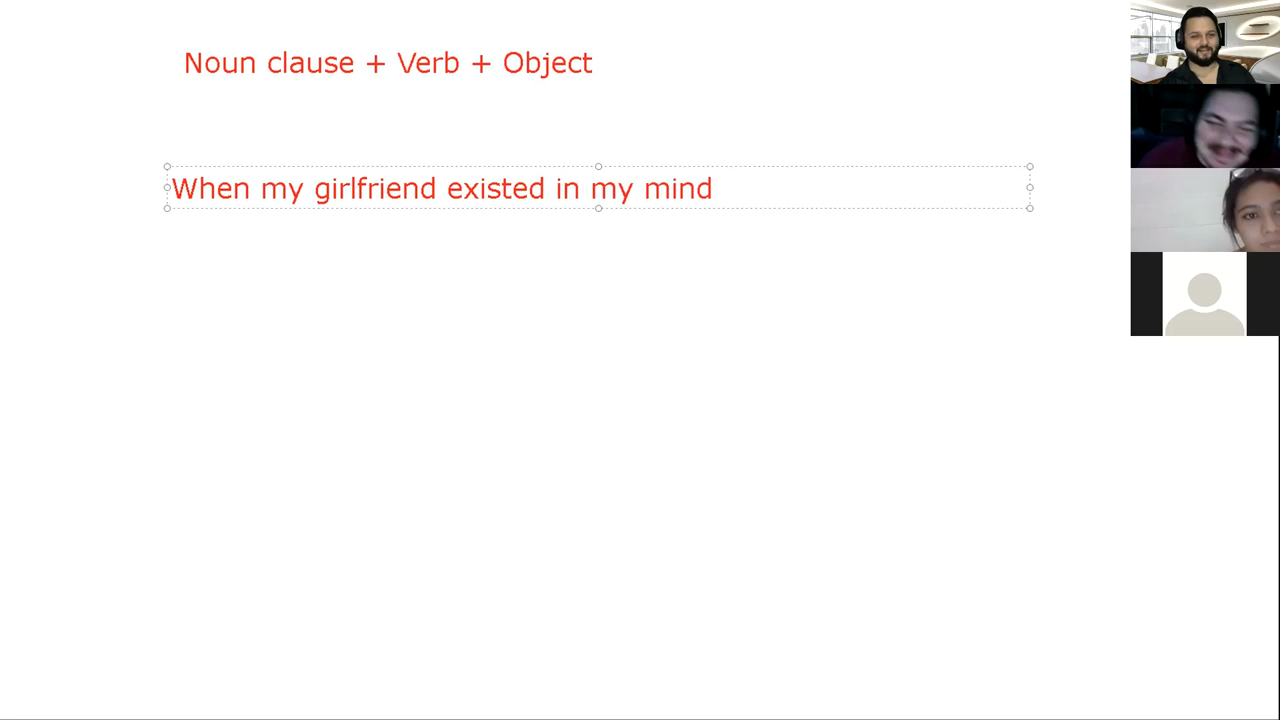 Noun clause + Verb + Object
When my girlfriend existed in my mind